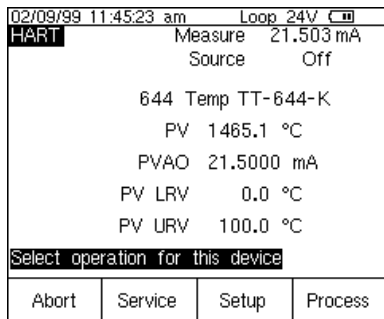 02/09/99 11:45:23 am Loop 24V
HART Measure 21.503 mA
Source Off
644 Temp TT-644-K
PV 1465.1 °C
PVAO 21.5000 mA
PV LRV 0.0 °C
PV URV 100.0 °C
Select operation for this device
Abort Service Setup Process